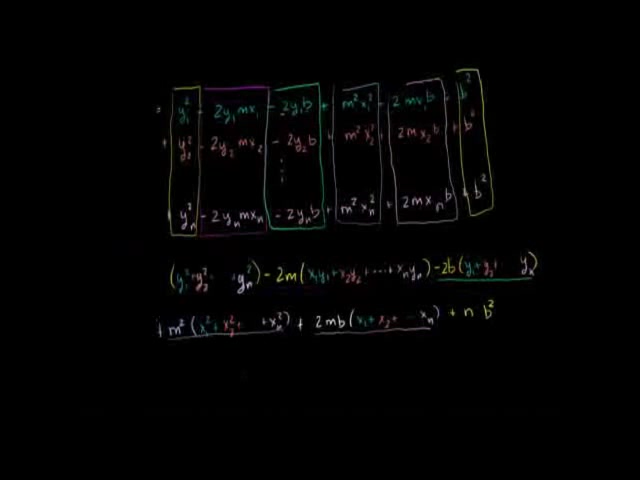 = y₁² - 2y₁mx₁ - 2y₁b + m²x₁² + 2mx₁b + b²
+ y₂² - 2y₂mx₂ - 2y₂b + m²x₂² + 2mx₂b + b²
⋮
+ yₙ² - 2yₙmxₙ - 2yₙb + m²xₙ² + 2mxₙb + b²
(y₁²+y₂²+ +yₙ²) - 2m(x₁y₁+x₂y₂+⋯+xₙyₙ) - 2b(y₁+y₂+ yₙ)
+ m²(x₁²+x₂²+ +xₙ²) + 2mb(x₁+x₂+ ⋯ xₙ) + n b²